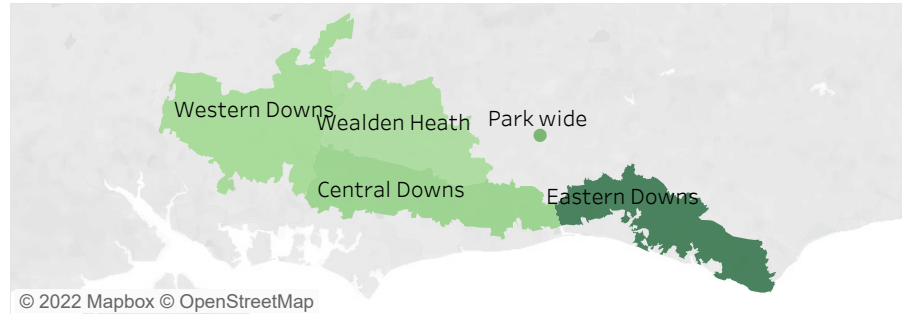 Western Downs
Wealden Heath
Park wide
Central Downs
Eastern Downs
© 2022 Mapbox © OpenStreetMap